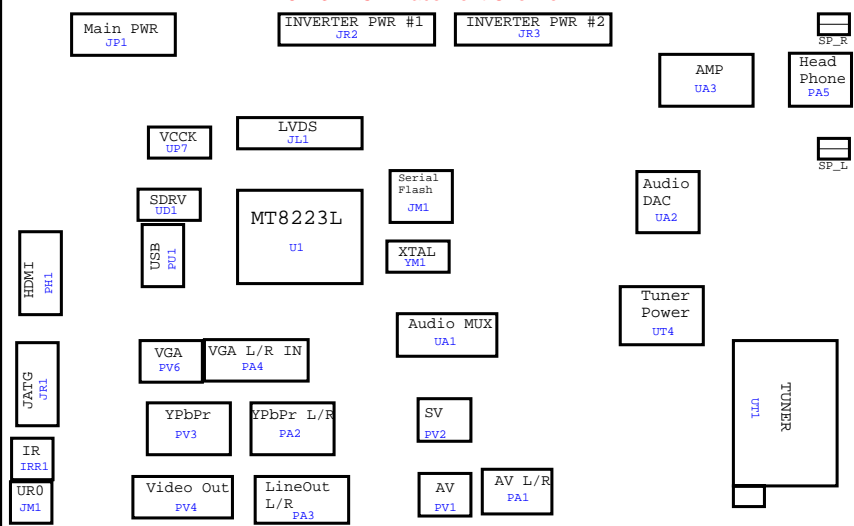 Main PWR
JP1
INVERTER PWR #1
JR2
INVERTER PWR #2
JR3
SP_R
AMP
UA3
Head
Phone
PA5
LVDS
JL1
VCCK
UP7
SP_L
Serial
Flash
JM1
Audio
DAC
UA2
SDRV
UD1
MT8223L
U1
USB
PU1
XTAL
YM1
HDMI
PH1
Tuner
Power
UT4
Audio MUX
UA1
VGA
PV6
VGA L/R IN
PA4
JATG
JR1
TUNER
UT1
YPbPr
PV3
YPbPr L/R
PA2
SV
PV2
IR
IRR1
UR0
JM1
Video Out
PV4
LineOut
L/R
PA3
AV
PV1
AV L/R
PA1